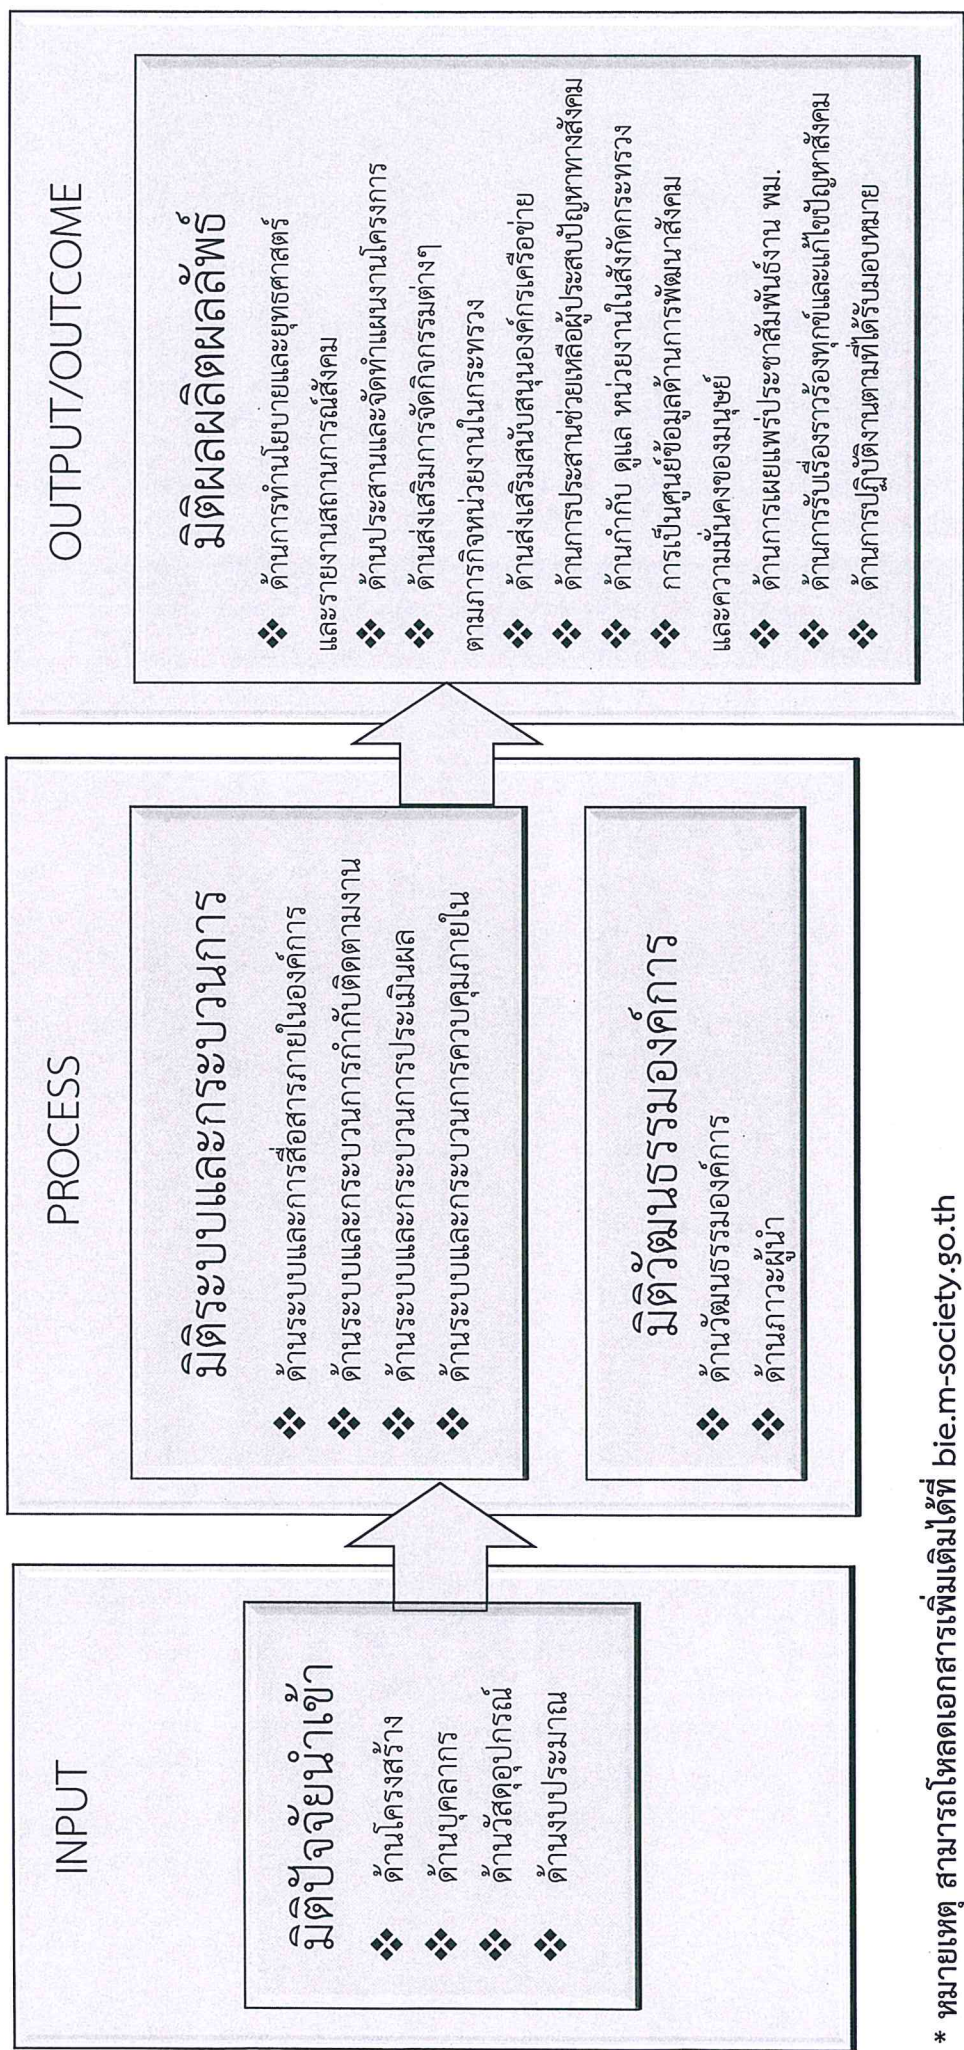 INPUT
มิติปัจจัยนำเข้า
❖ ด้านโครงสร้าง
❖ ด้านบุคลากร
❖ ด้านวัสดุอุปกรณ์
❖ ด้านงบประมาณ
PROCESS
มิติระบบและกระบวนการ
❖ ด้านระบบและการสื่อสารภายในองค์การ
❖ ด้านระบบและกระบวนการกำกับติดตามงาน
❖ ด้านระบบและกระบวนการประเมินผล
❖ ด้านระบบและกระบวนการควบคุมภายใน
มิติวัฒนธรรมองค์การ
❖ ด้านวัฒนธรรมองค์การ
❖ ด้านภาวะผู้นำ
OUTPUT/OUTCOME
มิติผลผลิตผลลัพธ์
❖ ด้านการทำนโยบายและยุทธศาสตร์
และรายงานสถานการณ์สังคม
❖ ด้านประสานและจัดทำแผนงานโครงการ
❖ ด้านส่งเสริมการจัดกิจกรรมต่างๆ
ตามภารกิจหน่วยงานในกระทรวง
❖ ด้านส่งเสริมสนับสนุนองค์กรเครือข่าย
❖ ด้านการประสานช่วยเหลือผู้ประสบปัญหาทางสังคม
❖ ด้านกำกับ ดูแล หน่วยงานในสังกัดกระทรวง
❖ การเป็นศูนย์ข้อมูลด้านการพัฒนาสังคม
และความมั่นคงของมนุษย์
❖ ด้านการเผยแพร่ประชาสัมพันธ์งาน พม.
❖ ด้านการรับเรื่องราวร้องทุกข์และแก้ไขปัญหาสังคม
❖ ด้านการปฏิบัติงานตามที่ได้รับมอบหมาย
* หมายเหตุ สามารถโหลดเอกสารเพิ่มเติมได้ที่ bie.m-society.go.th